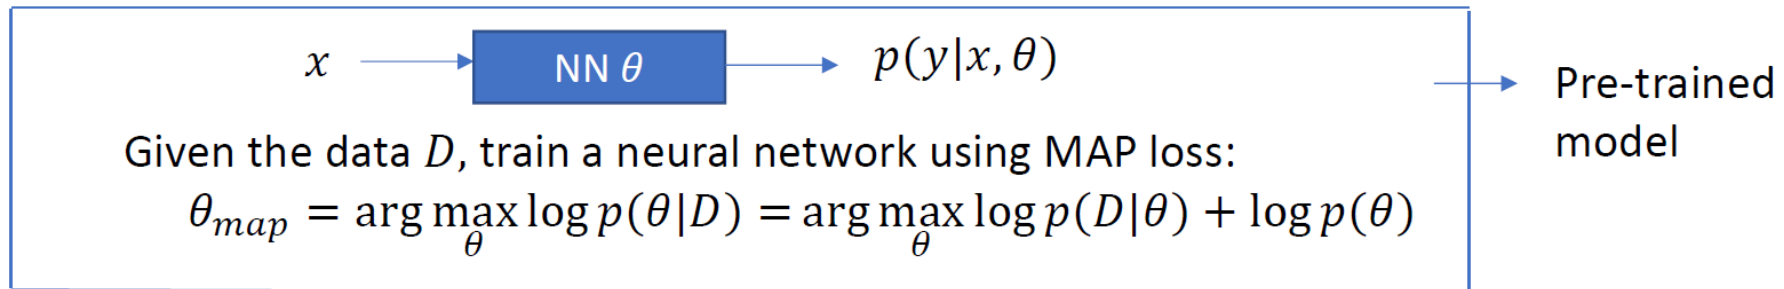 x NN θ p(y|x, θ)
Pre-trained
model
Given the data D, train a neural network using MAP loss:
θ_map = arg max_θ log p(θ|D) = arg max_θ log p(D|θ) + log p(θ)